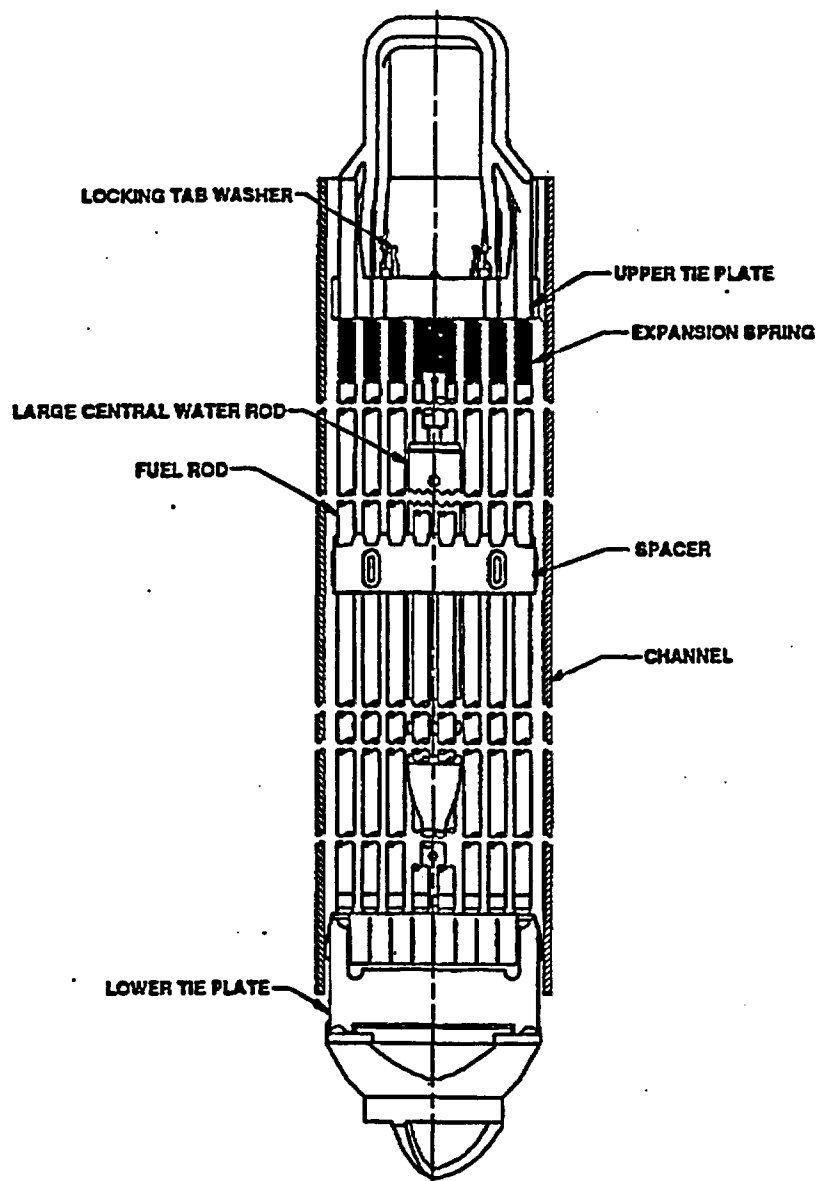 LOCKING TAB WASHER
UPPER TIE PLATE
EXPANSION SPRING
LARGE CENTRAL WATER ROD
FUEL ROD
SPACER
CHANNEL
LOWER TIE PLATE